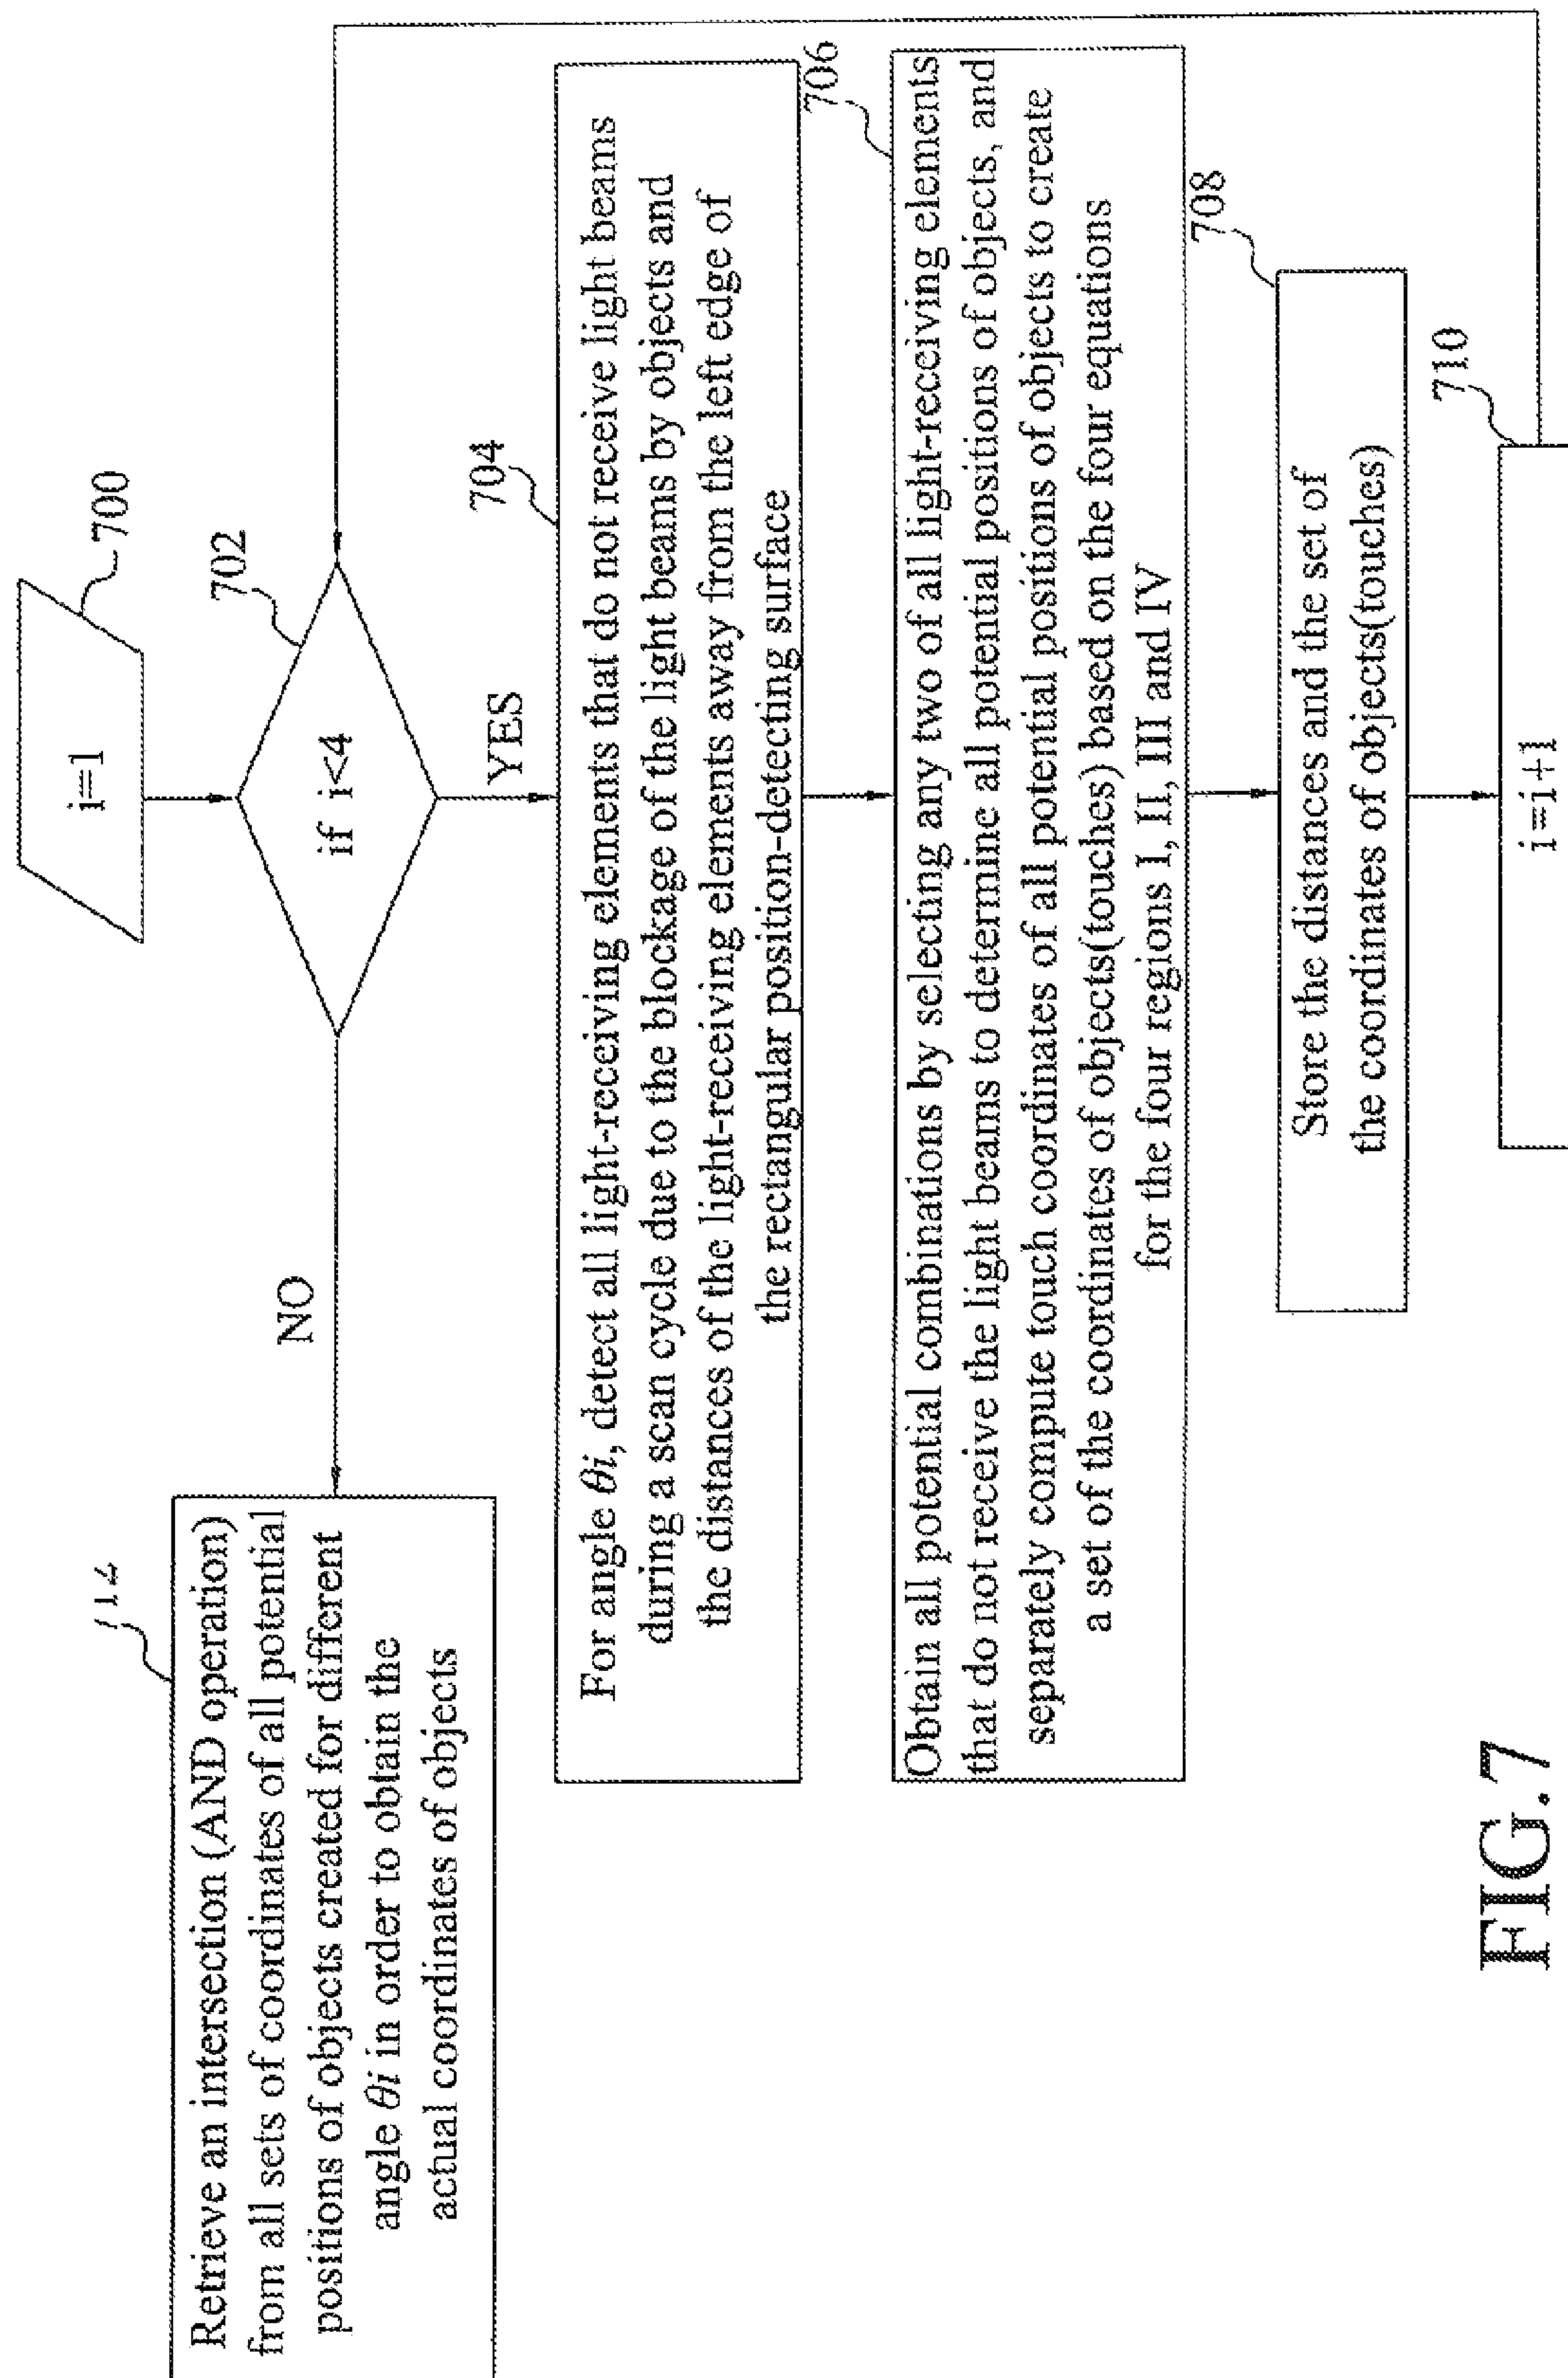 i=1
700
if i<4
702
YES
NO
704
For angle θi, detect all light-receiving elements that do not receive light beams
during a scan cycle due to the blockage of the light beams by objects and
the distances of the light-receiving elements away from the left edge of
the rectangular position-detecting surface
706
Obtain all potential combinations by selecting any two of all light-receiving elements
that do not receive the light beams to determine all potential positions of objects, and
separately compute touch coordinates of all potential positions of objects to create
a set of the coordinates of objects(touches) based on the four equations
for the four regions I, II, III and IV
708
Store the distances and the set of
the coordinates of objects(touches)
710
i=i+1
Retrieve an intersection (AND operation)
from all sets of coordinates of all potential
positions of objects created for different
angle θi in order to obtain the
actual coordinates of objects
FIG.7